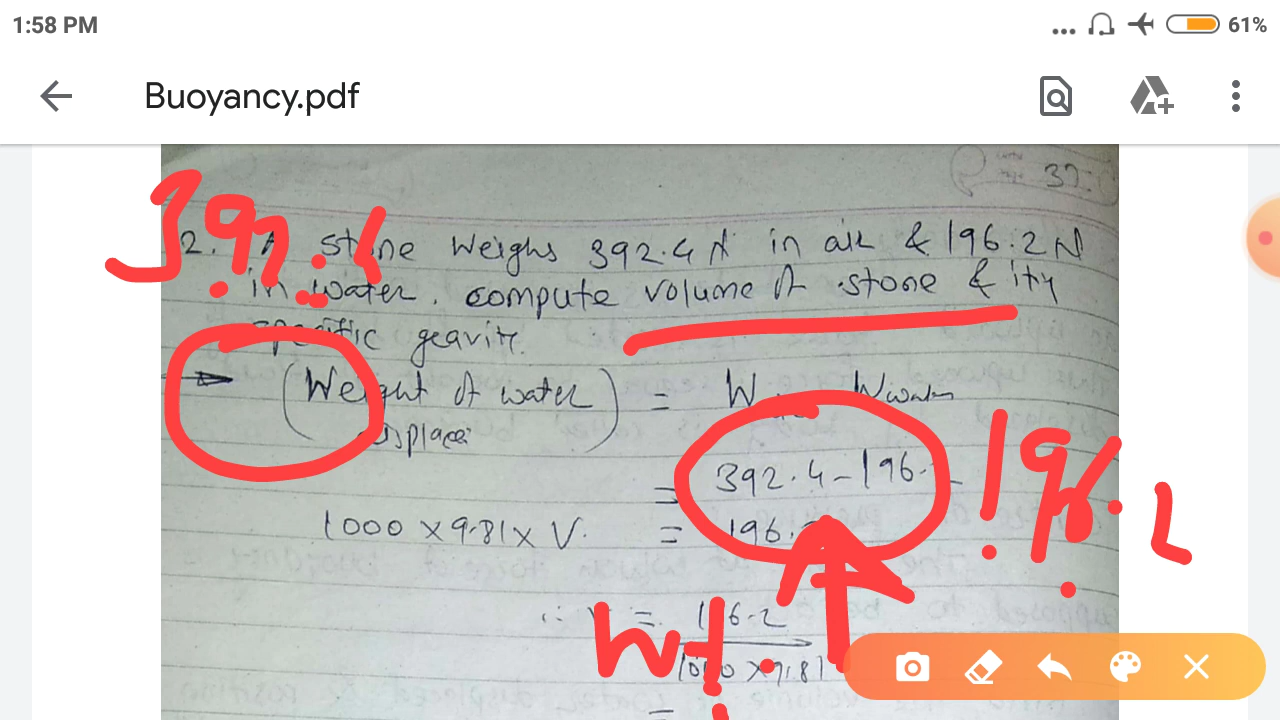 1:58 PM
61%
Buoyancy.pdf
37
392.4
2. A stone weighs 392.4 N in air & 196.2 N
in water. compute volume of stone & its
specific gravity.
(Weight of water = W Wwater
displaced)
= 392.4 - 196.
196.2
1000 × 9.81 × V. = 196.
∴ V = 196.2
1000 × 9.81
=
wt.